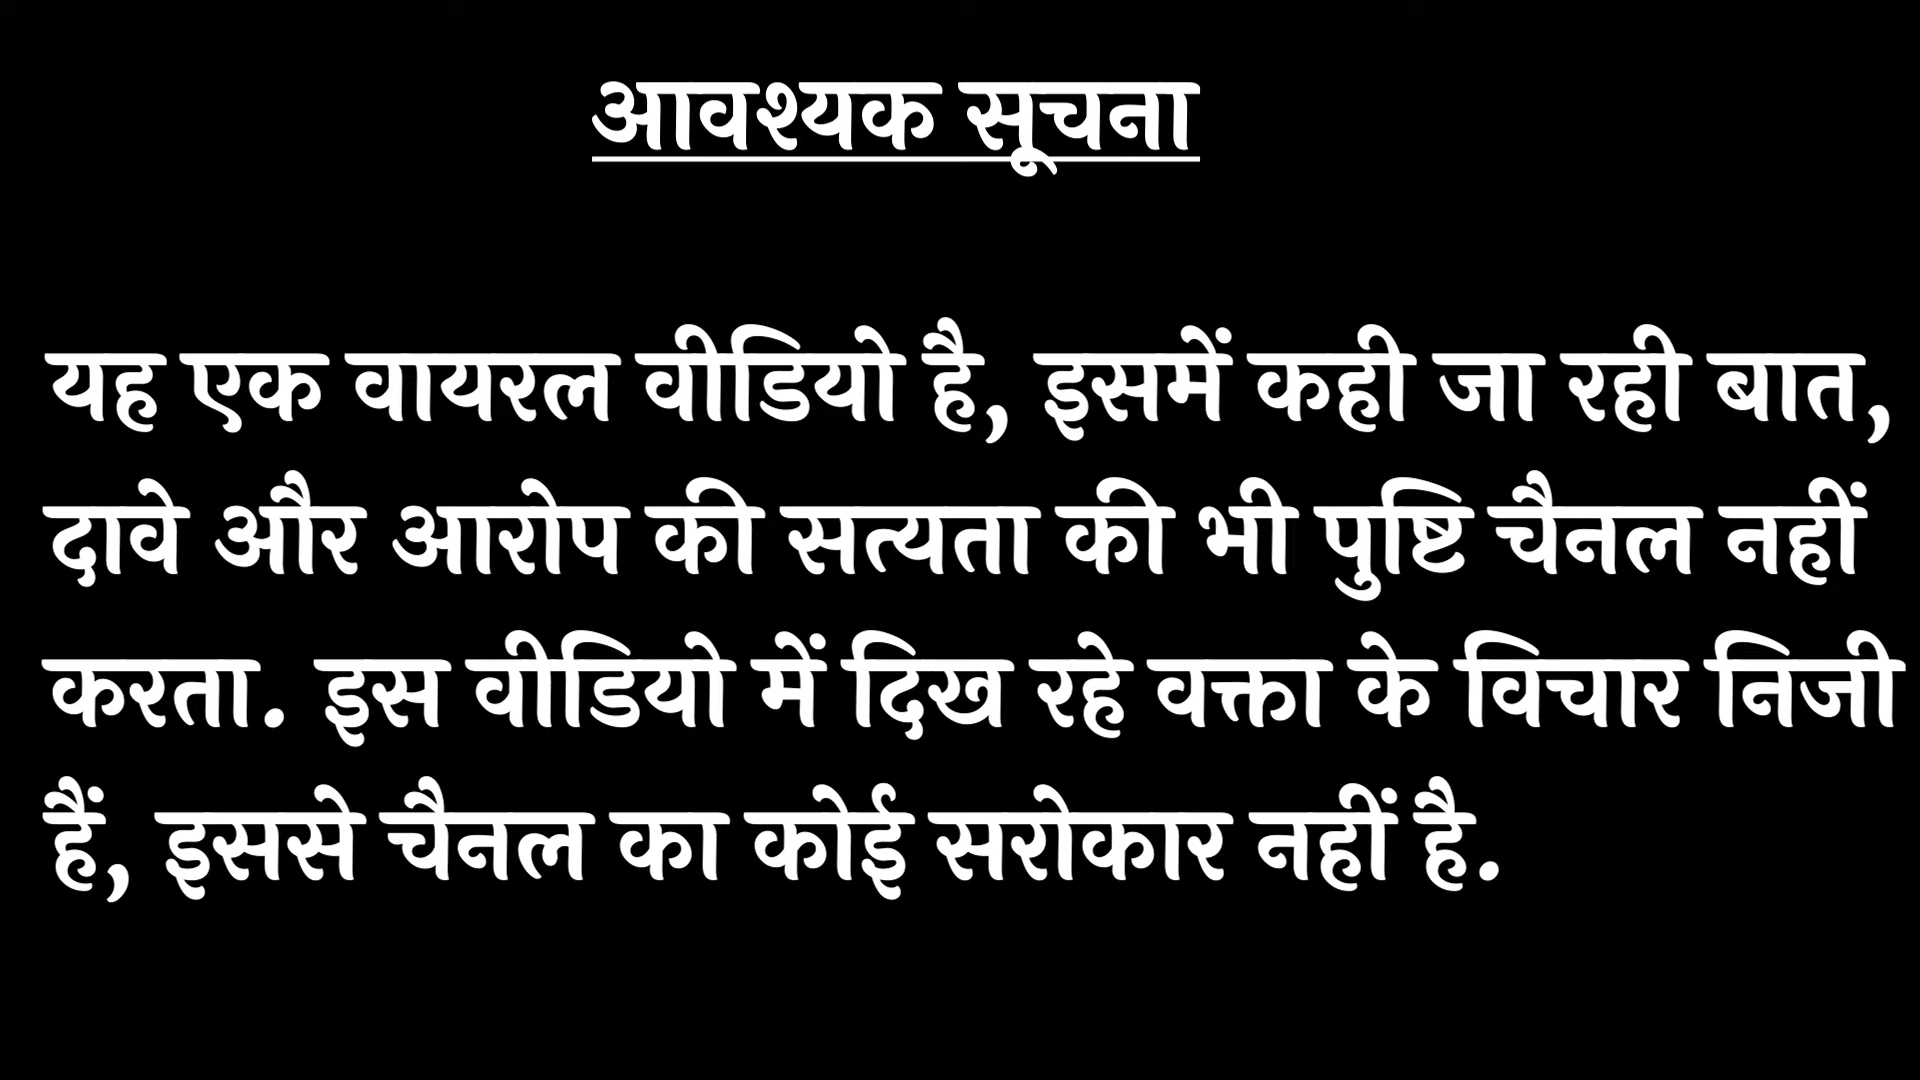 आवश्यक सूचना
यह एक वायरल वीडियो है, इसमें कही जा रही बात,
दावे और आरोप की सत्यता की भी पुष्टि चैनल नहीं
करता. इस वीडियो में दिख रहे वक्ता के विचार निजी
हैं, इससे चैनल का कोई सरोकार नहीं है.